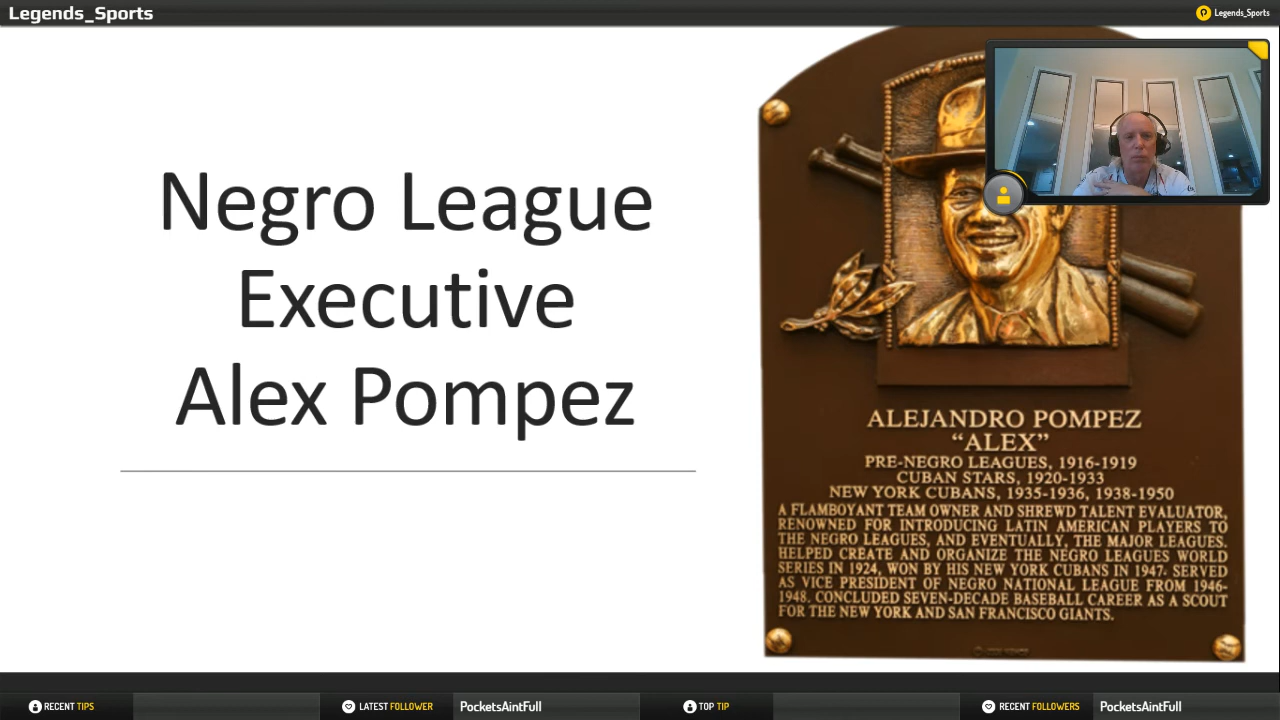 Legends_Sports
Legends_Sports
Negro League
Executive
Alex Pompez
ALEJANDRO POMPEZ
“ALEX”
PRE-NEGRO LEAGUES, 1916-1919
CUBAN STARS, 1920-1933
NEW YORK CUBANS, 1935-1936, 1938-1950
A FLAMBOYANT TEAM OWNER AND SHREWD TALENT EVALUATOR,
RENOWNED FOR INTRODUCING LATIN AMERICAN PLAYERS TO
THE NEGRO LEAGUES, AND EVENTUALLY, THE MAJOR LEAGUES.
HELPED CREATE AND ORGANIZE THE NEGRO LEAGUES WORLD
SERIES IN 1924, WON BY HIS NEW YORK CUBANS IN 1947. SERVED
AS VICE PRESIDENT OF NEGRO NATIONAL LEAGUE FROM 1946-
1948. CONCLUDED SEVEN-DECADE BASEBALL CAREER AS A SCOUT
FOR THE NEW YORK AND SAN FRANCISCO GIANTS.
RECENT TIPS
LATEST FOLLOWER
PocketsAintFull
TOP TIP
RECENT FOLLOWERS
PocketsAintFull